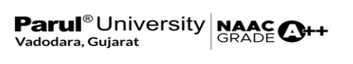 Parul® University
Vadodara, Gujarat
NAAC
GRADE A++